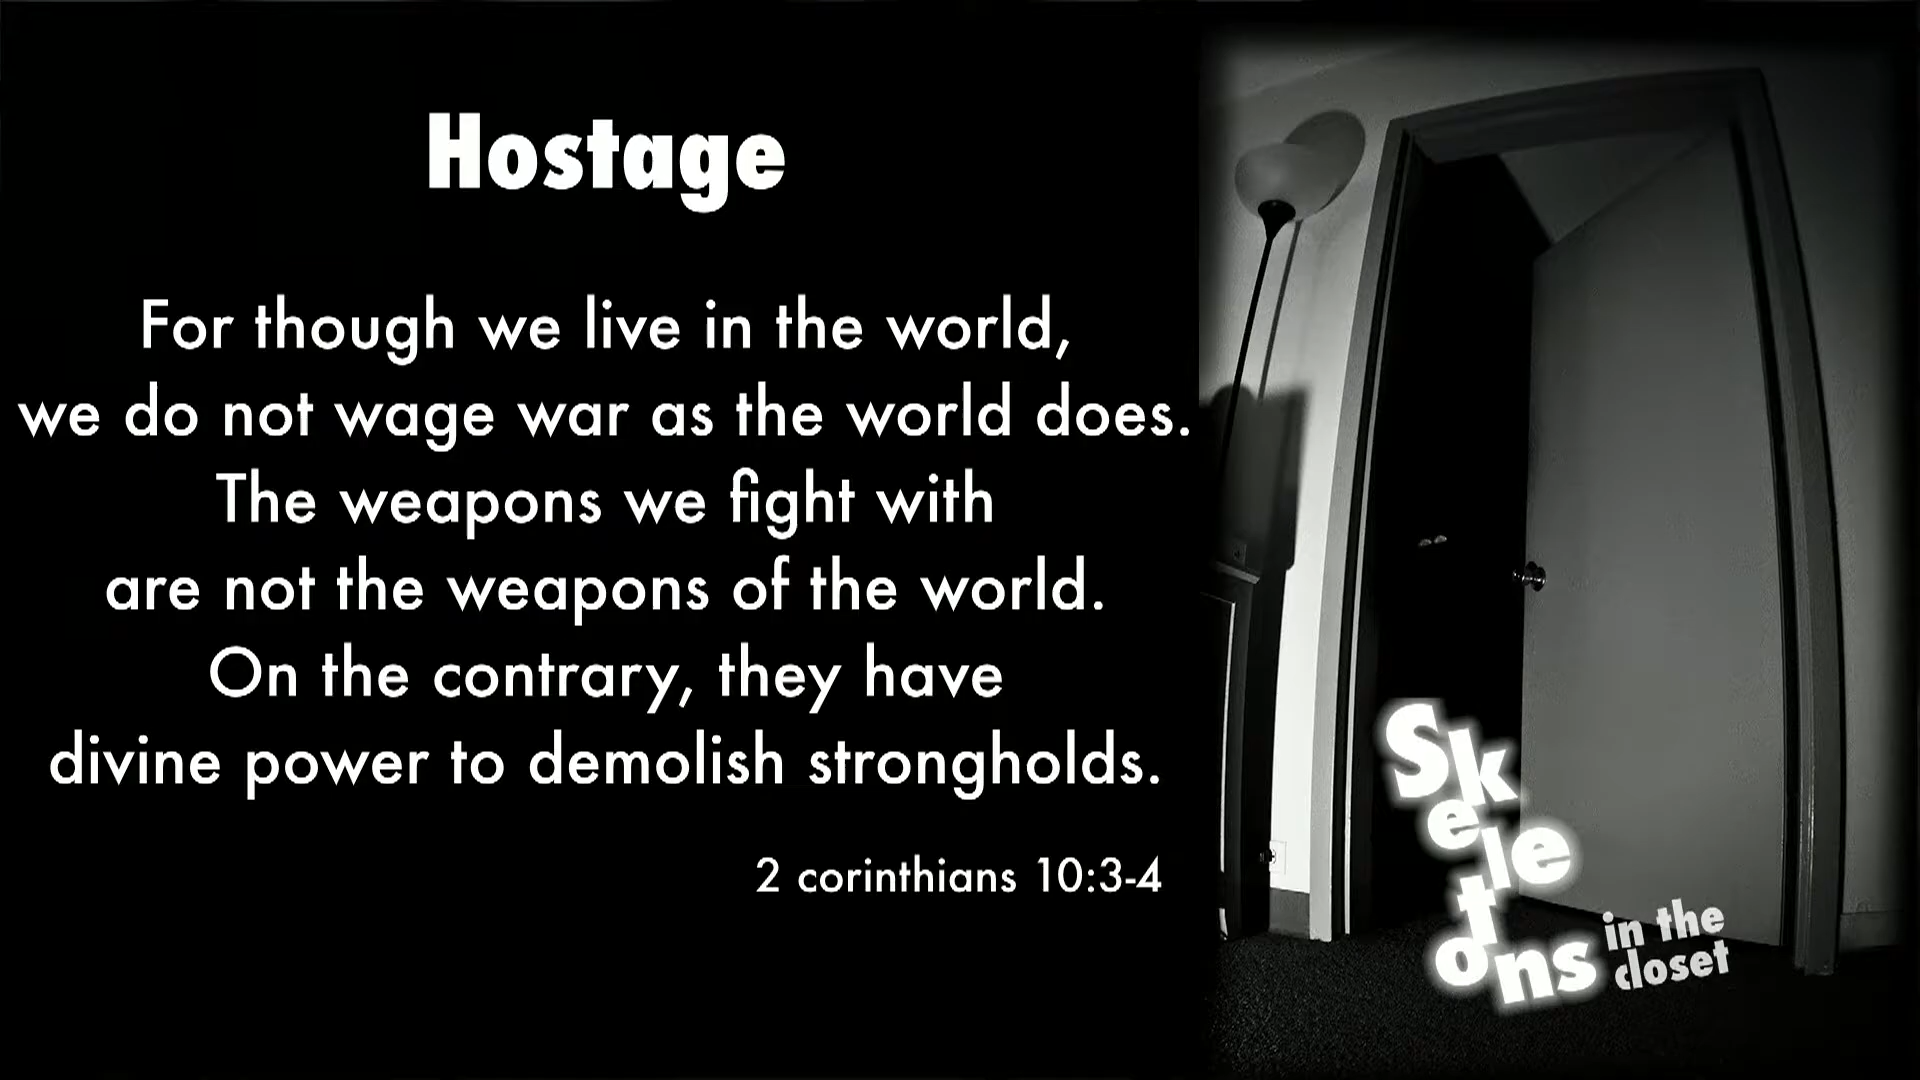 Hostage
For though we live in the world,
we do not wage war as the world does.
The weapons we fight with
are not the weapons of the world.
On the contrary, they have
divine power to demolish strongholds.
2 corinthians 10:3-4
Skeletons
in the
closet